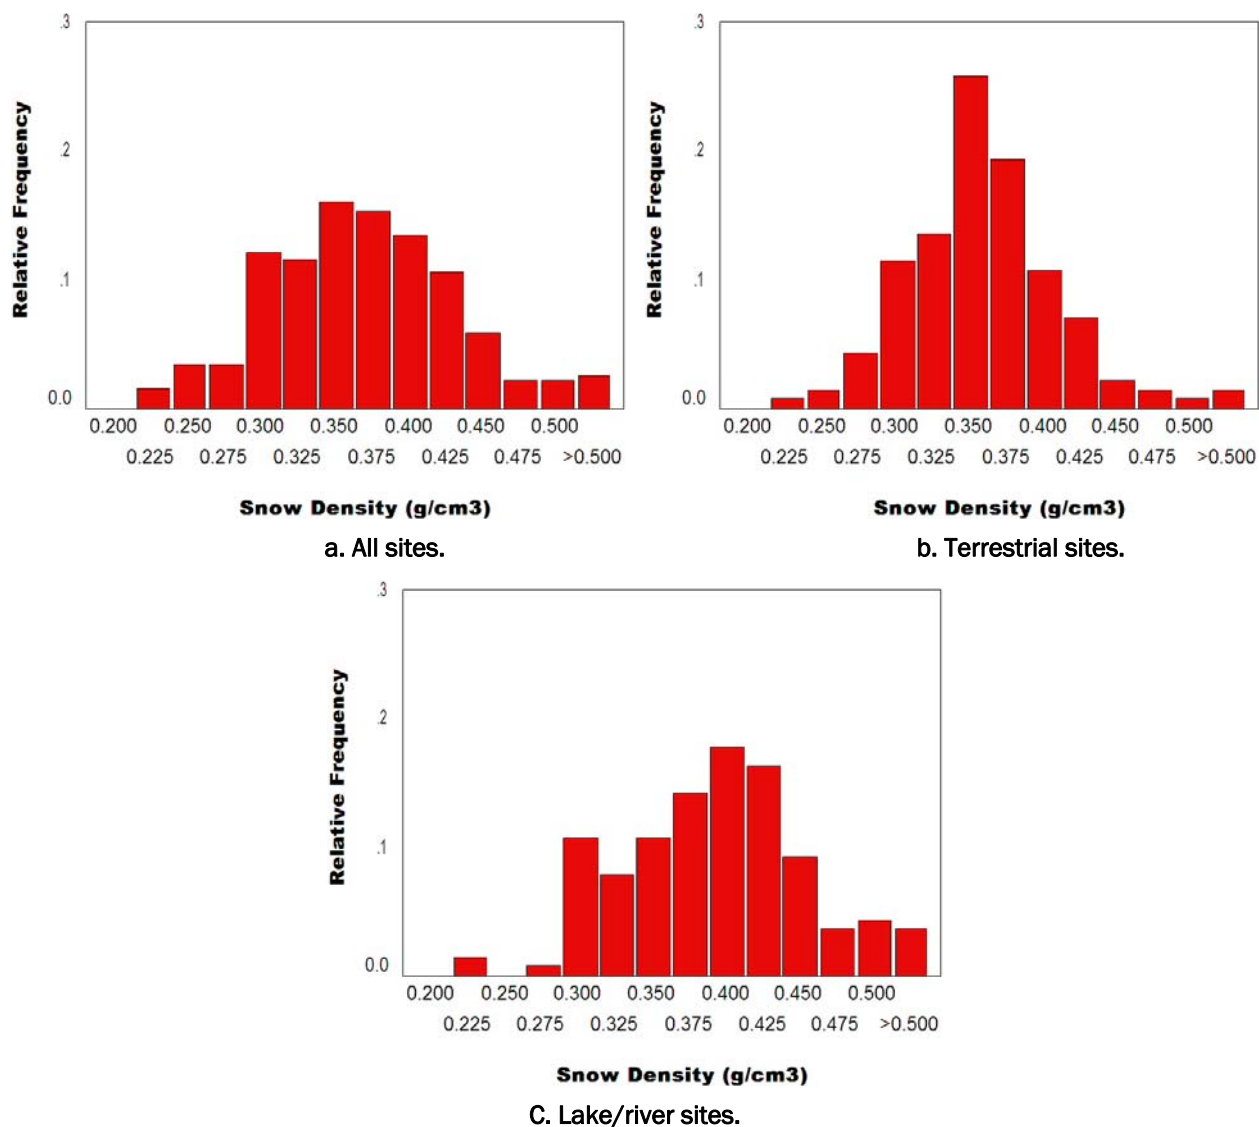 .3
.2
.1
0.0
Relative Frequency
0.200 0.250 0.300 0.350 0.400 0.450 0.500
0.225 0.275 0.325 0.375 0.425 0.475 >0.500
Snow Density (g/cm3)
a. All sites.
.3
.2
.1
0.0
Relative Frequency
0.200 0.250 0.300 0.350 0.400 0.450 0.500
0.225 0.275 0.325 0.375 0.425 0.475 >0.500
Snow Density (g/cm3)
b. Terrestrial sites.
.3
.2
.1
0.0
Relative Frequency
0.200 0.250 0.300 0.350 0.400 0.450 0.500
0.225 0.275 0.325 0.375 0.425 0.475 >0.500
Snow Density (g/cm3)
C. Lake/river sites.